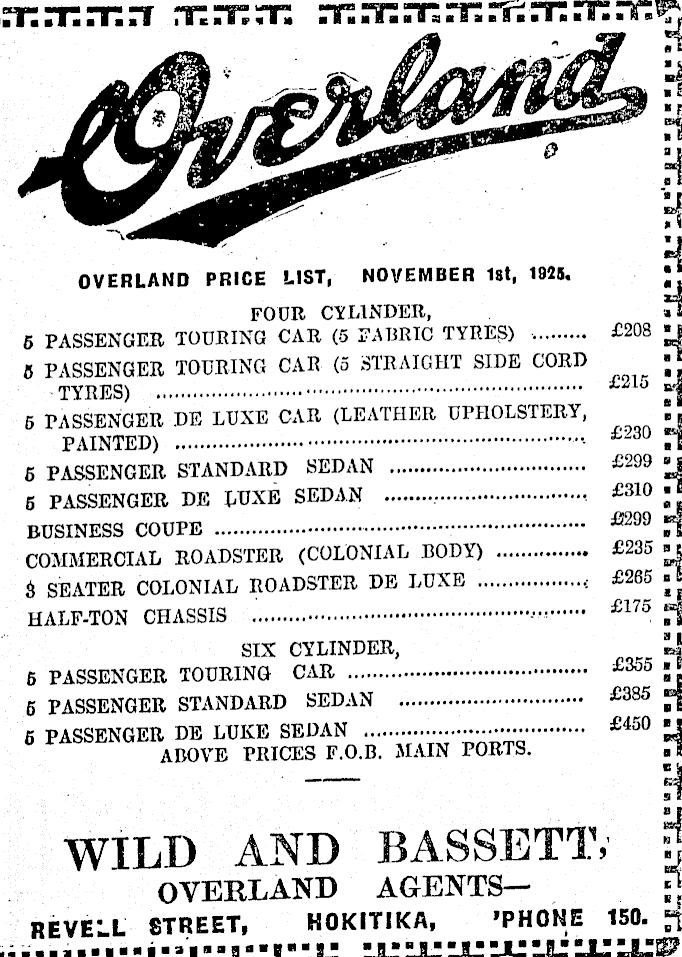 Overland
OVERLAND PRICE LIST, NOVEMBER 1st, 1925.
FOUR CYLINDER,
5 PASSENGER TOURING CAR (5 FABRIC TYRES) ......... £208
5 PASSENGER TOURING CAR (5 STRAIGHT SIDE CORD
TYRES) ........................................ £215
5 PASSENGER DE LUXE CAR (LEATHER UPHOLSTERY,
PAINTED) ........................................ £230
5 PASSENGER STANDARD SEDAN .............................. £299
5 PASSENGER DE LUXE SEDAN .............................. £310
BUSINESS COUPE ........................................ £299
COMMERCIAL ROADSTER (COLONIAL BODY) .............. £235
3 SEATER COLONIAL ROADSTER DE LUXE ................. £265
HALF-TON CHASSIS ........................................ £175
SIX CYLINDER,
5 PASSENGER TOURING CAR .................................... £355
5 PASSENGER STANDARD SEDAN ............................ £385
5 PASSENGER DE LUKE SEDAN .................................. £450
ABOVE PRICES F.O.B. MAIN PORTS.
WILD AND BASSETT,
OVERLAND AGENTS—
REVELL STREET, HOKITIKA, 'PHONE 150.